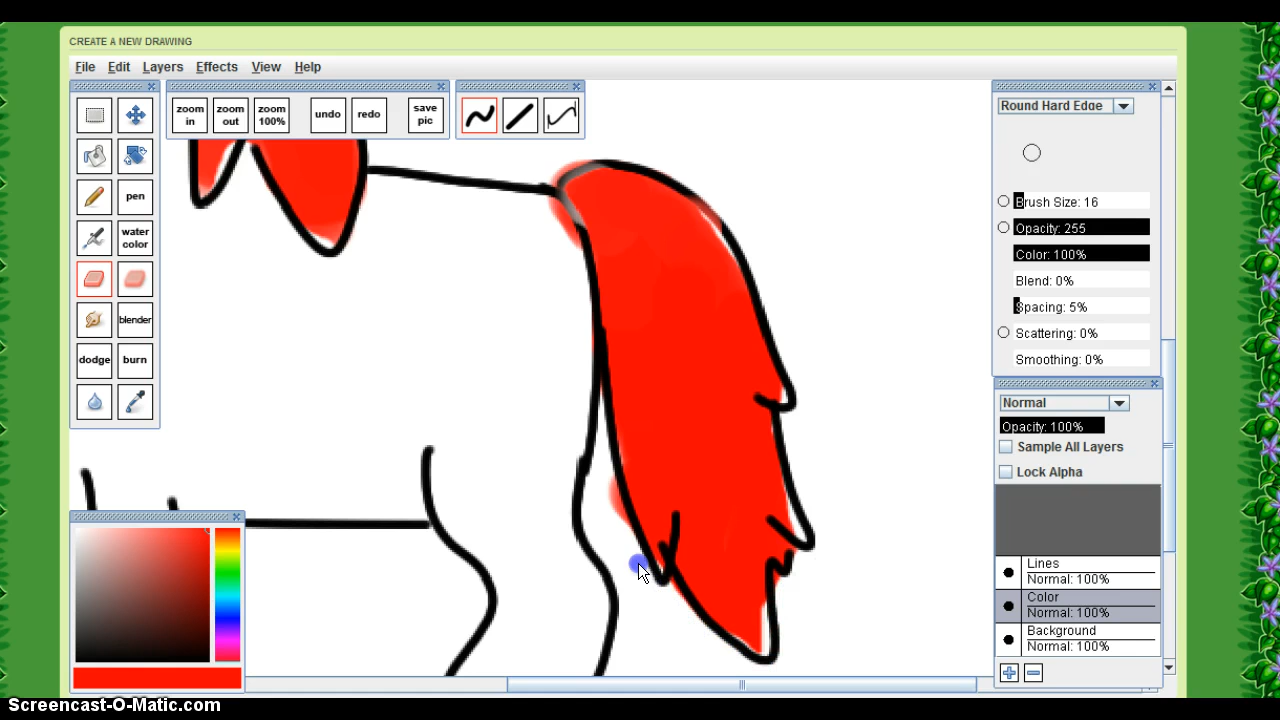 CREATE A NEW DRAWING
File Edit Layers Effects View Help
zoom in
zoom out
zoom 100%
undo
redo
save pic
pen
water color
blender
dodge
burn
Round Hard Edge
Brush Size: 16
Opacity: 255
Color: 100%
Blend: 0%
Spacing: 5%
Scattering: 0%
Smoothing: 0%
Normal
Opacity: 100%
Sample All Layers
Lock Alpha
Lines
Normal: 100%
Color
Normal: 100%
Background
Normal: 100%
Screencast-O-Matic.com